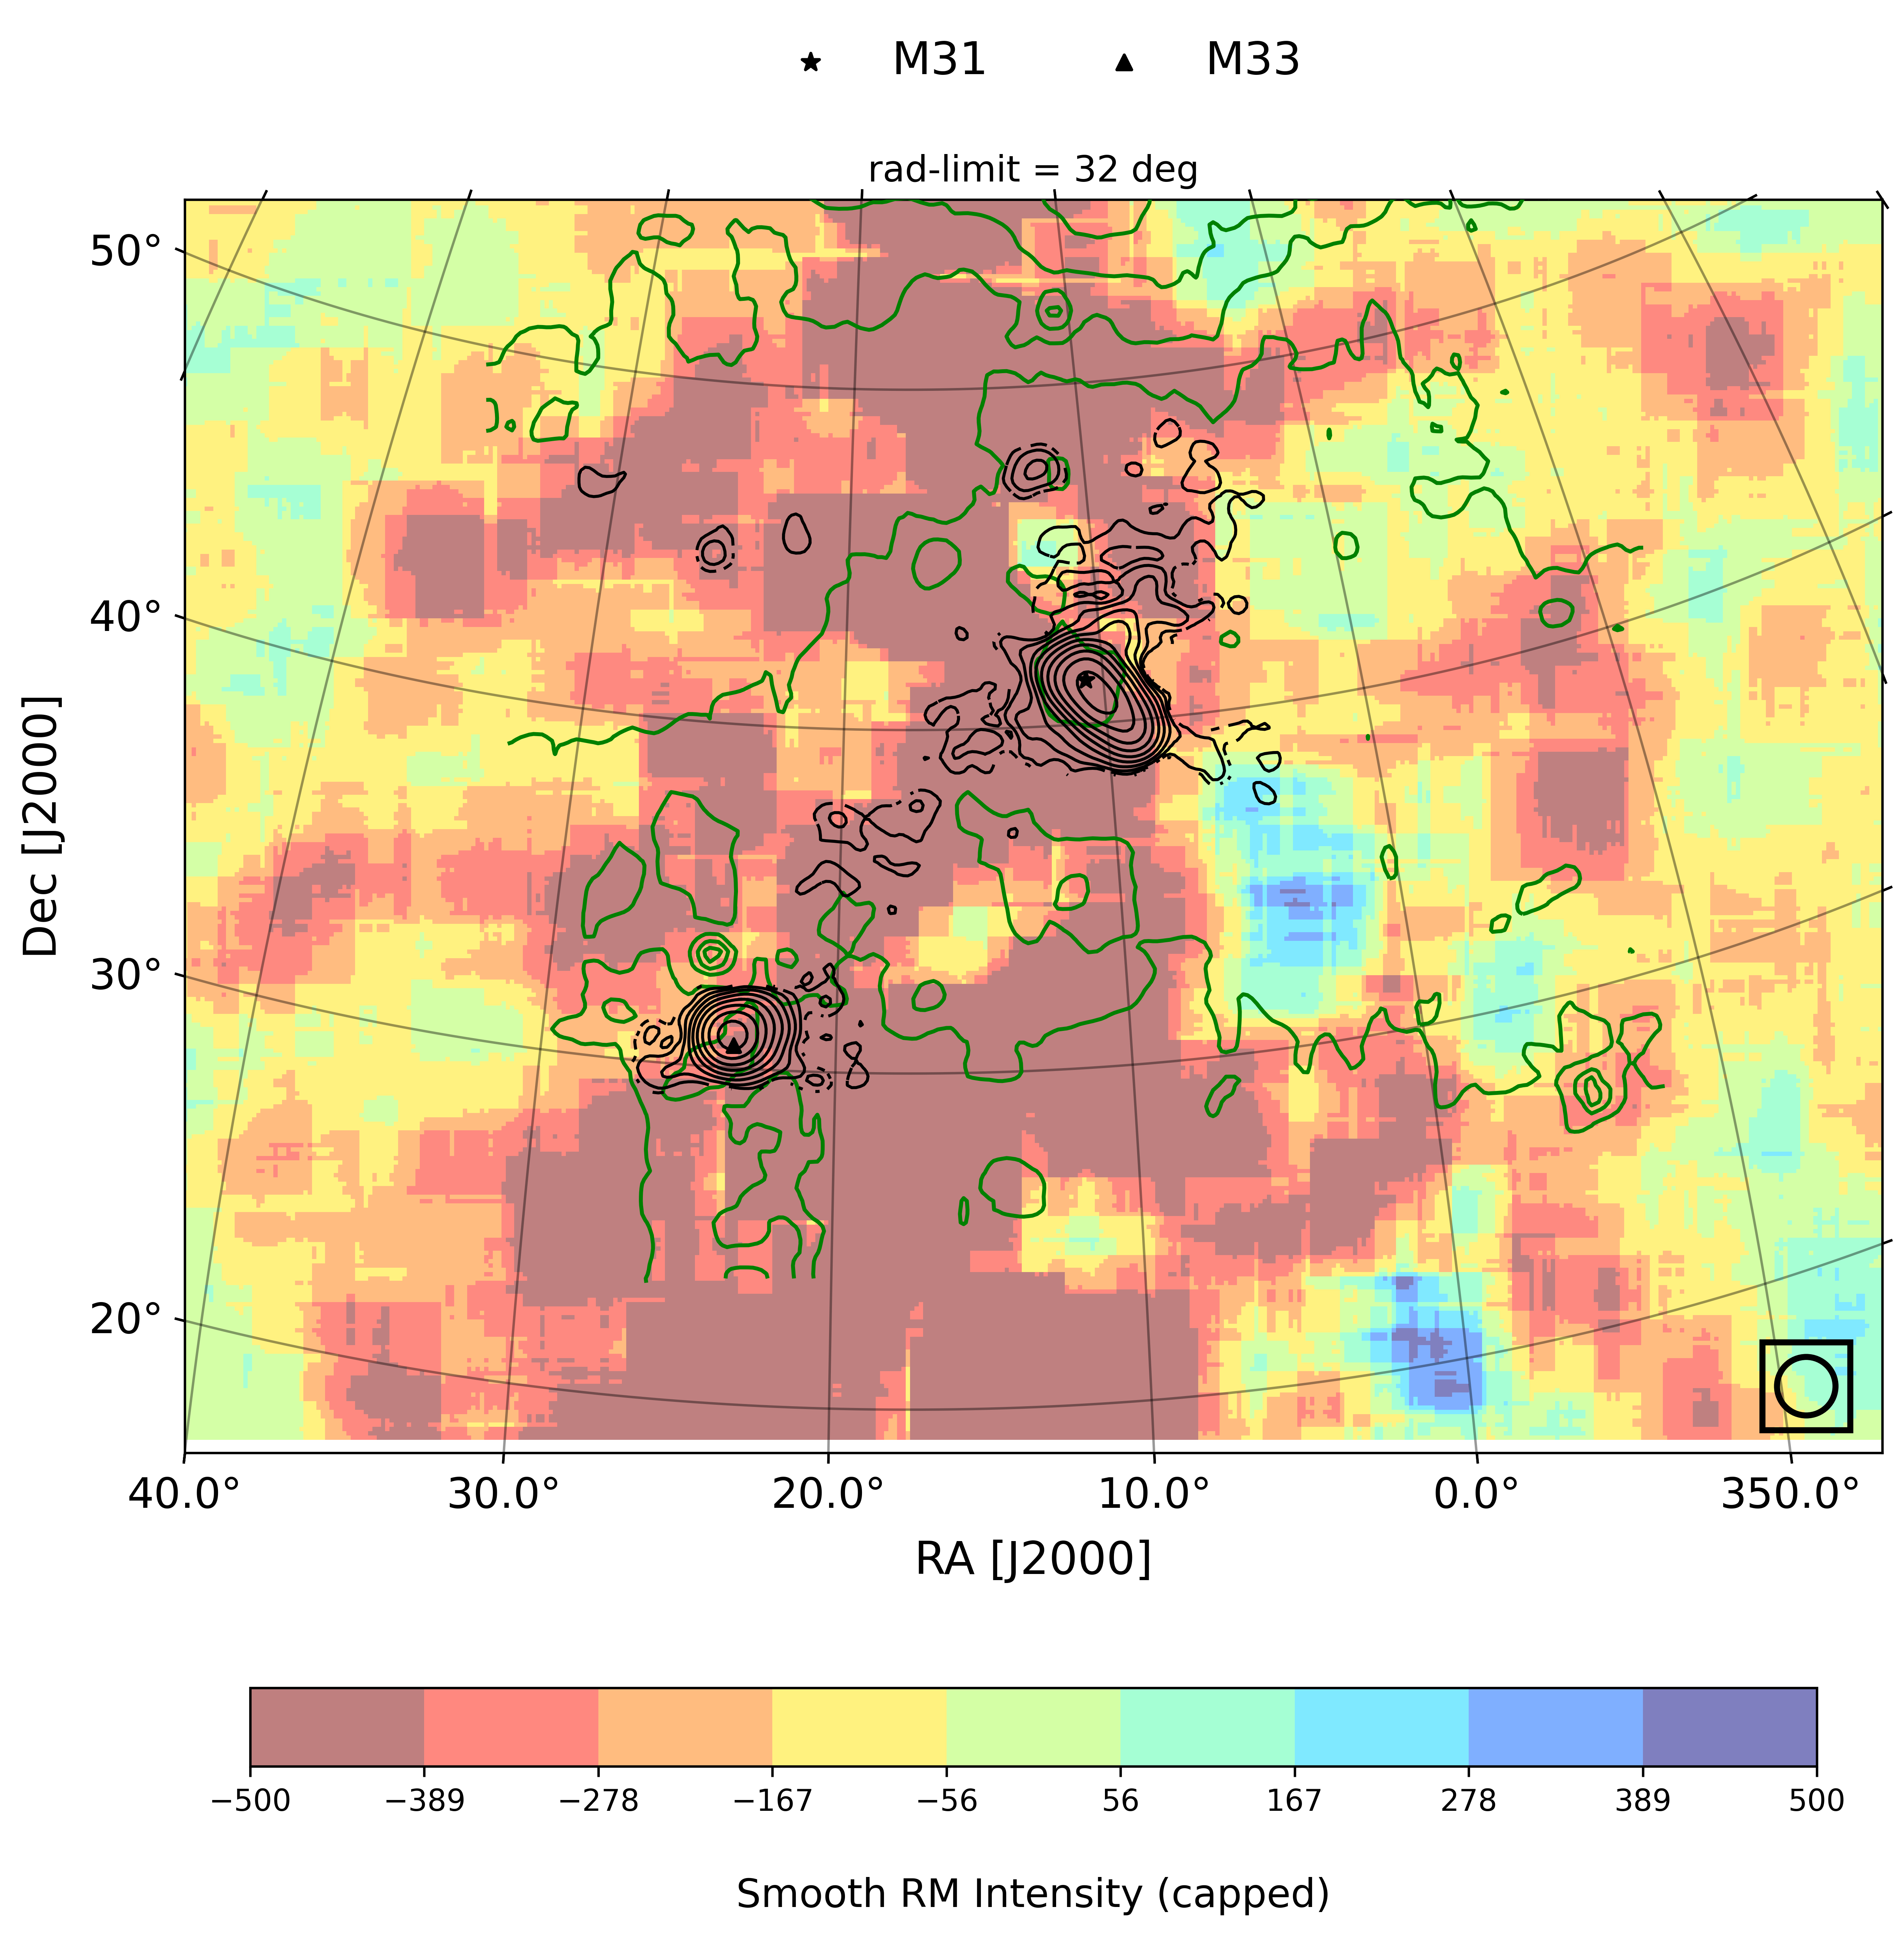 M31 M33
rad-limit = 32 deg
50°
40°
30°
20°
Dec [J2000]
40.0° 30.0° 20.0° 10.0° 0.0° 350.0°
RA [J2000]
−500 −389 −278 −167 −56 56 167 278 389 500
Smooth RM Intensity (capped)